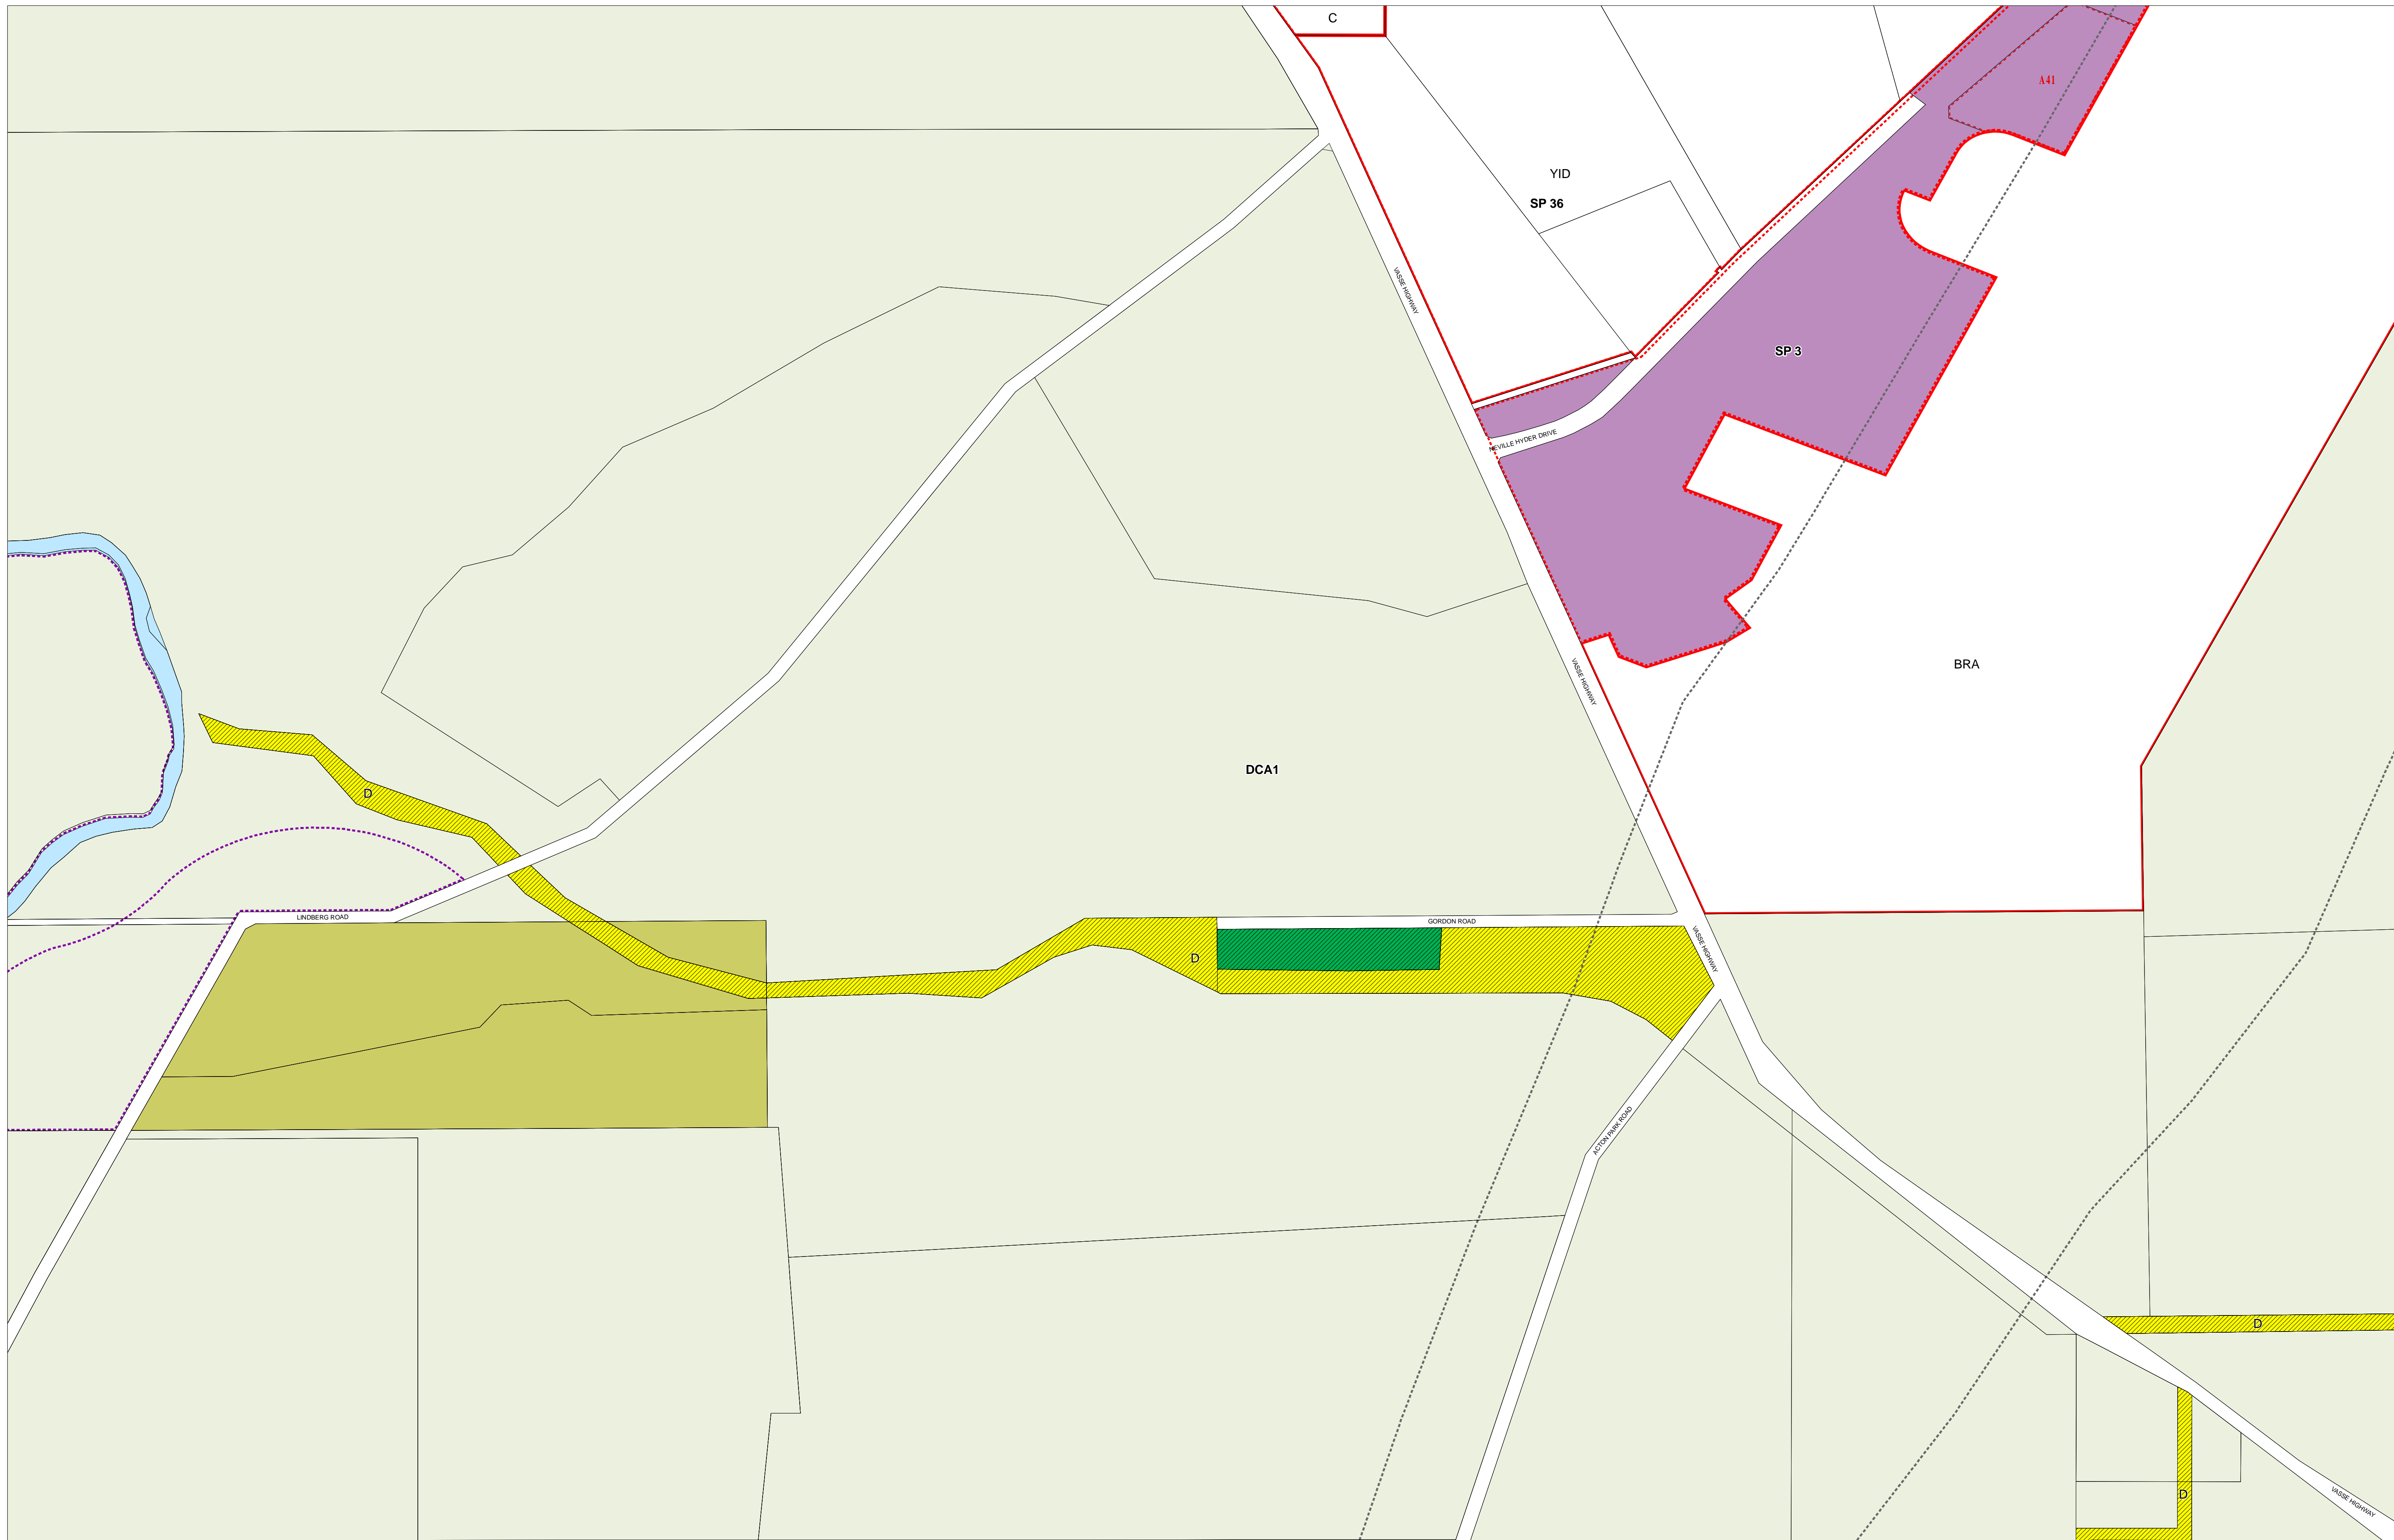 C
A41
YID
SP 36
VASSE HIGHWAY
SP 3
NEVILLE HYDER DRIVE
BRA
VASSE HIGHWAY
DCA1
D
LINDBERG ROAD
GORDON ROAD
VASSE HIGHWAY
D
ACTON PARK ROAD
D
D
VASSE HIGHWAY